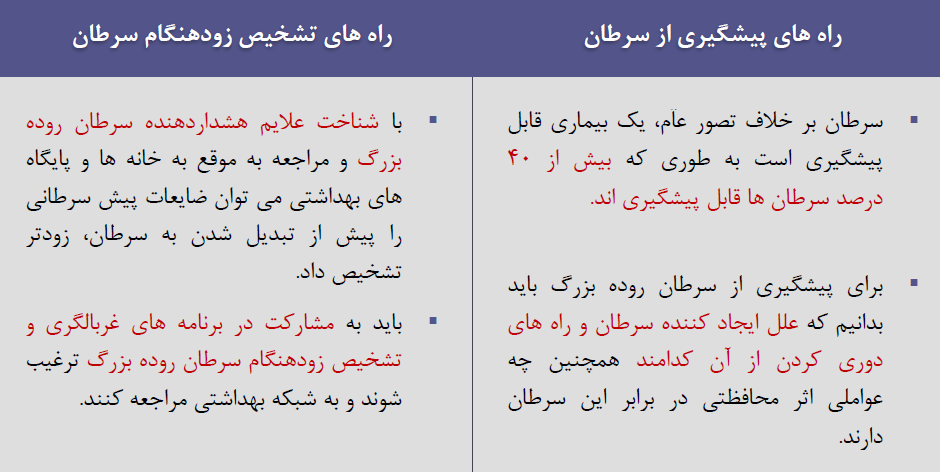 راه های پیشگیری از سرطان
سرطان بر خلاف تصور عام، یک بیماری قابل
پیشگیری است به طوری که بیش از ۴۰
درصد سرطان ها قابل پیشگیری اند.
برای پیشگیری از سرطان روده بزرگ باید
بدانیم که علل ایجاد کننده سرطان و راه های
دوری کردن از آن کدامند همچنین چه
عواملی اثر محافظتی در برابر این سرطان
دارند.
راه های تشخیص زودهنگام سرطان
با شناخت علایم هشداردهنده سرطان روده
بزرگ و مراجعه به موقع به خانه ها و پایگاه
های بهداشتی می توان ضایعات پیش سرطانی
را پیش از تبدیل شدن به سرطان، زودتر
تشخیص داد.
باید به مشارکت در برنامه های غربالگری و
تشخیص زودهنگام سرطان روده بزرگ ترغیب
شوند و به شبکه بهداشتی مراجعه کنند.